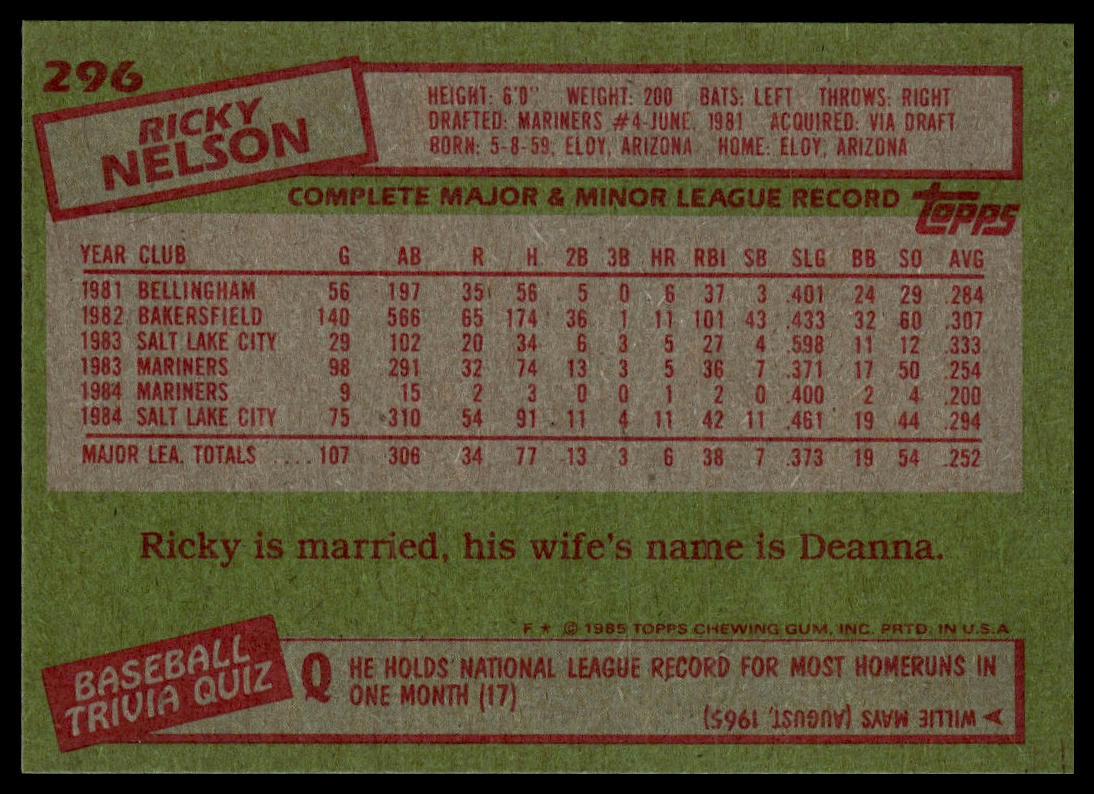 296
RICKY
NELSON
HEIGHT: 6'0" WEIGHT: 200 BATS: LEFT THROWS: RIGHT
DRAFTED: MARINERS #4-JUNE, 1981 ACQUIRED: VIA DRAFT
BORN: 5-8-59, ELOY, ARIZONA HOME: ELOY, ARIZONA
COMPLETE MAJOR & MINOR LEAGUE RECORD topps
YEAR CLUB G AB R H 2B 3B HR RBI SB SLG BB SO AVG
1981 BELLINGHAM 56 197 35 56 5 0 6 37 3 .401 24 29 .284
1982 BAKERSFIELD 140 566 65 174 36 1 11 101 43 .433 32 60 .307
1983 SALT LAKE CITY 29 102 20 34 6 3 5 27 4 .598 11 12 .333
1983 MARINERS 98 291 32 74 13 3 5 36 7 .371 17 50 .254
1984 MARINERS 9 15 2 3 0 0 1 2 0 .400 2 4 .200
1984 SALT LAKE CITY 75 310 54 91 11 4 11 42 11 .461 19 44 .294
MAJOR LEA. TOTALS .... 107 306 34 77 13 3 6 38 7 .373 19 54 .252
Ricky is married, his wife's name is Deanna.
F.* © 1985 TOPPS CHEWING GUM, INC. PRTD. IN U.S.A.
BASEBALL
TRIVIA QUIZ
Q HE HOLDS NATIONAL LEAGUE RECORD FOR MOST HOMERUNS IN
ONE MONTH (17)
A WILLIE MAYS (AUGUST, 1965)